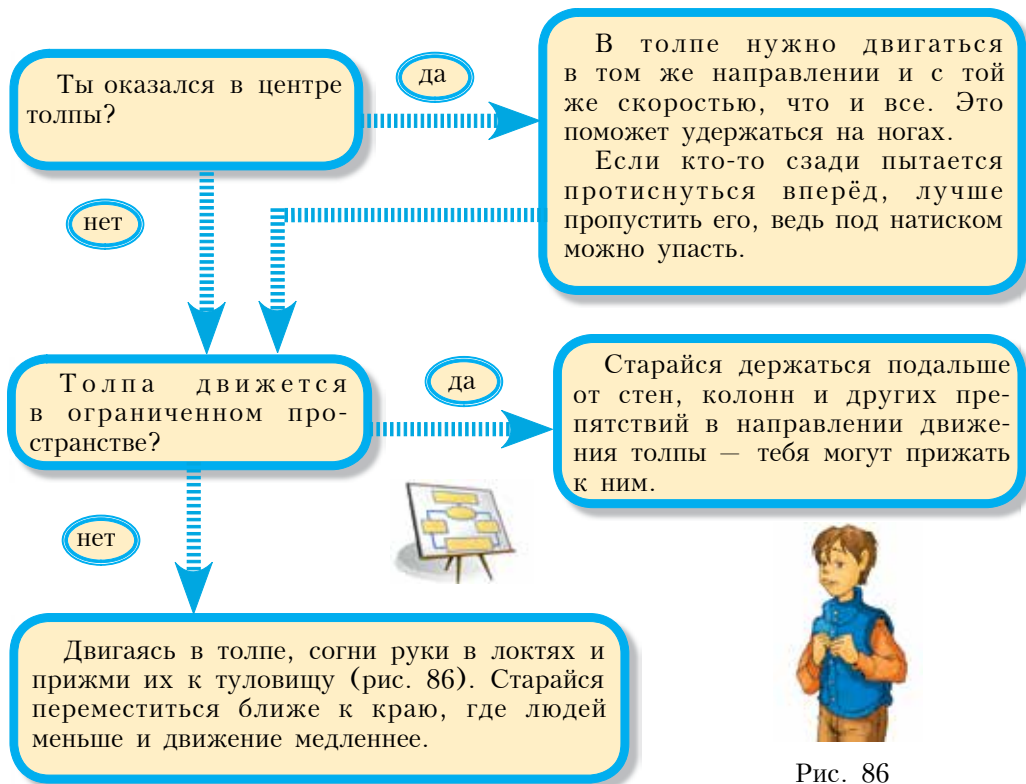 Ты оказался в центре
толпы?
да
В толпе нужно двигаться
в том же направлении и с той
же скоростью, что и все. Это
поможет удержаться на ногах.
Если кто-то сзади пытается
протиснуться вперёд, лучше
пропустить его, ведь под натиском
можно упасть.
нет
Толпа движется
в ограниченном про-
странстве?
да
Старайся держаться подальше
от стен, колонн и других пре-
пятствий в направлении движе-
ния толпы — тебя могут прижать
к ним.
нет
Двигаясь в толпе, согни руки в локтях и
прижми их к туловищу (рис. 86). Старайся
переместиться ближе к краю, где людей
меньше и движение медленнее.
Рис. 86